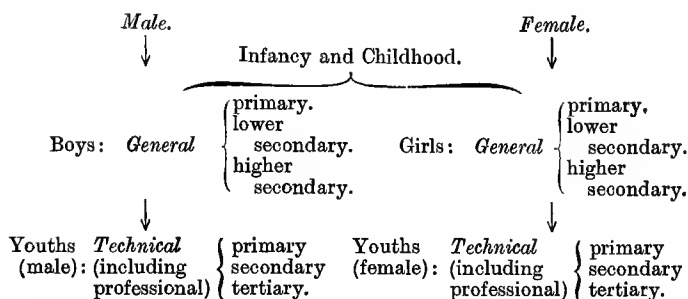 Male. Female.
Infancy and Childhood.
primary. primary,
lower lower
Boys: General secondary. Girls: General secondary.
higher higher
secondary. secondary.
Youths Technical primary Youths Technical primary
(male): (including secondary (female): (including secondary
professional) tertiary. professional) tertiary.